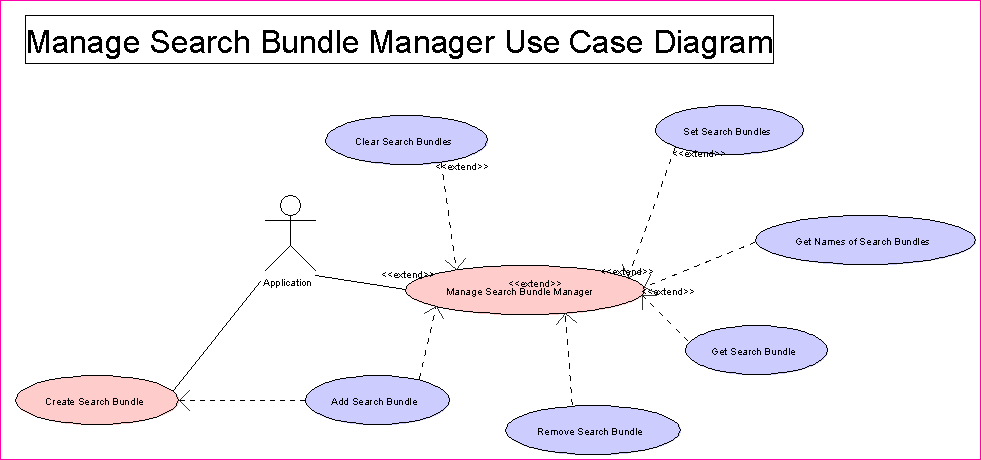 Manage Search Bundle Manager Use Case Diagram
Set Search Bundles
Clear Search Bundles
<<extend>>
<<extend>>
Get Names of Search Bundles
Application
<<extend>>
<<extend>>
<<extend>>
Manage Search Bundle Manager
<<extend>>
Get Search Bundle
Create Search Bundle
Add Search Bundle
Remove Search Bundle